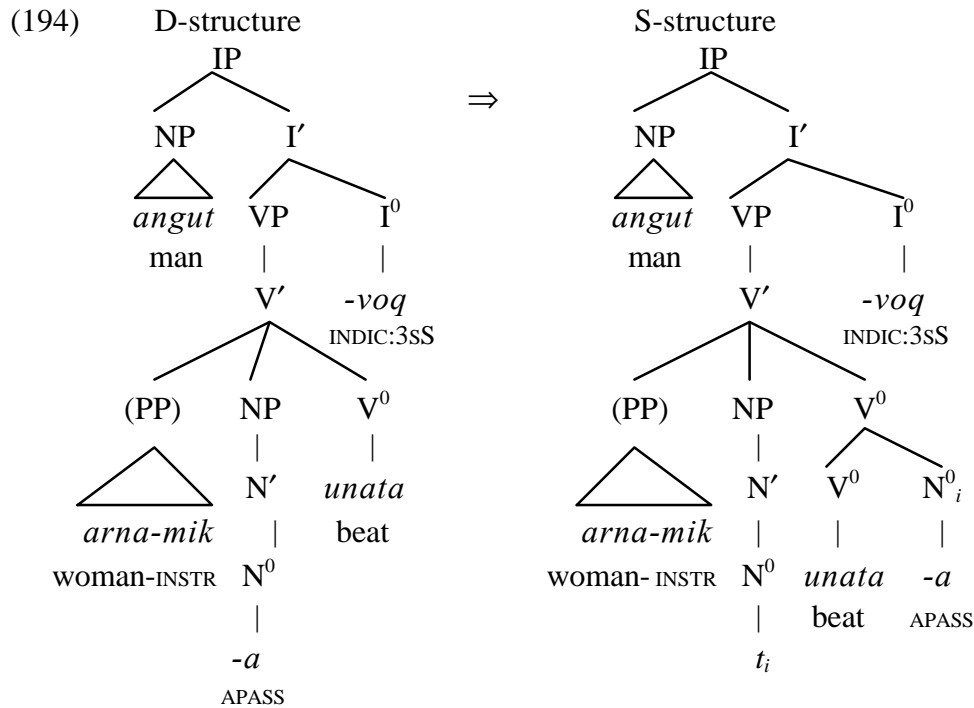 (194) D-structure S-structure
IP IP
⇒
NP I′ NP I′
angut VP I⁰ angut VP I⁰
man | | man | |
V′ -voq V′ -voq
INDIC:3SS INDIC:3SS
(PP) NP V⁰ (PP) NP V⁰
| | |
N′ unata N′ V⁰ N⁰ᵢ
arna-mik | beat arna-mik | | |
woman-INSTR N⁰ woman- INSTR N⁰ unata -a
| | beat APASS
-a tᵢ
APASS